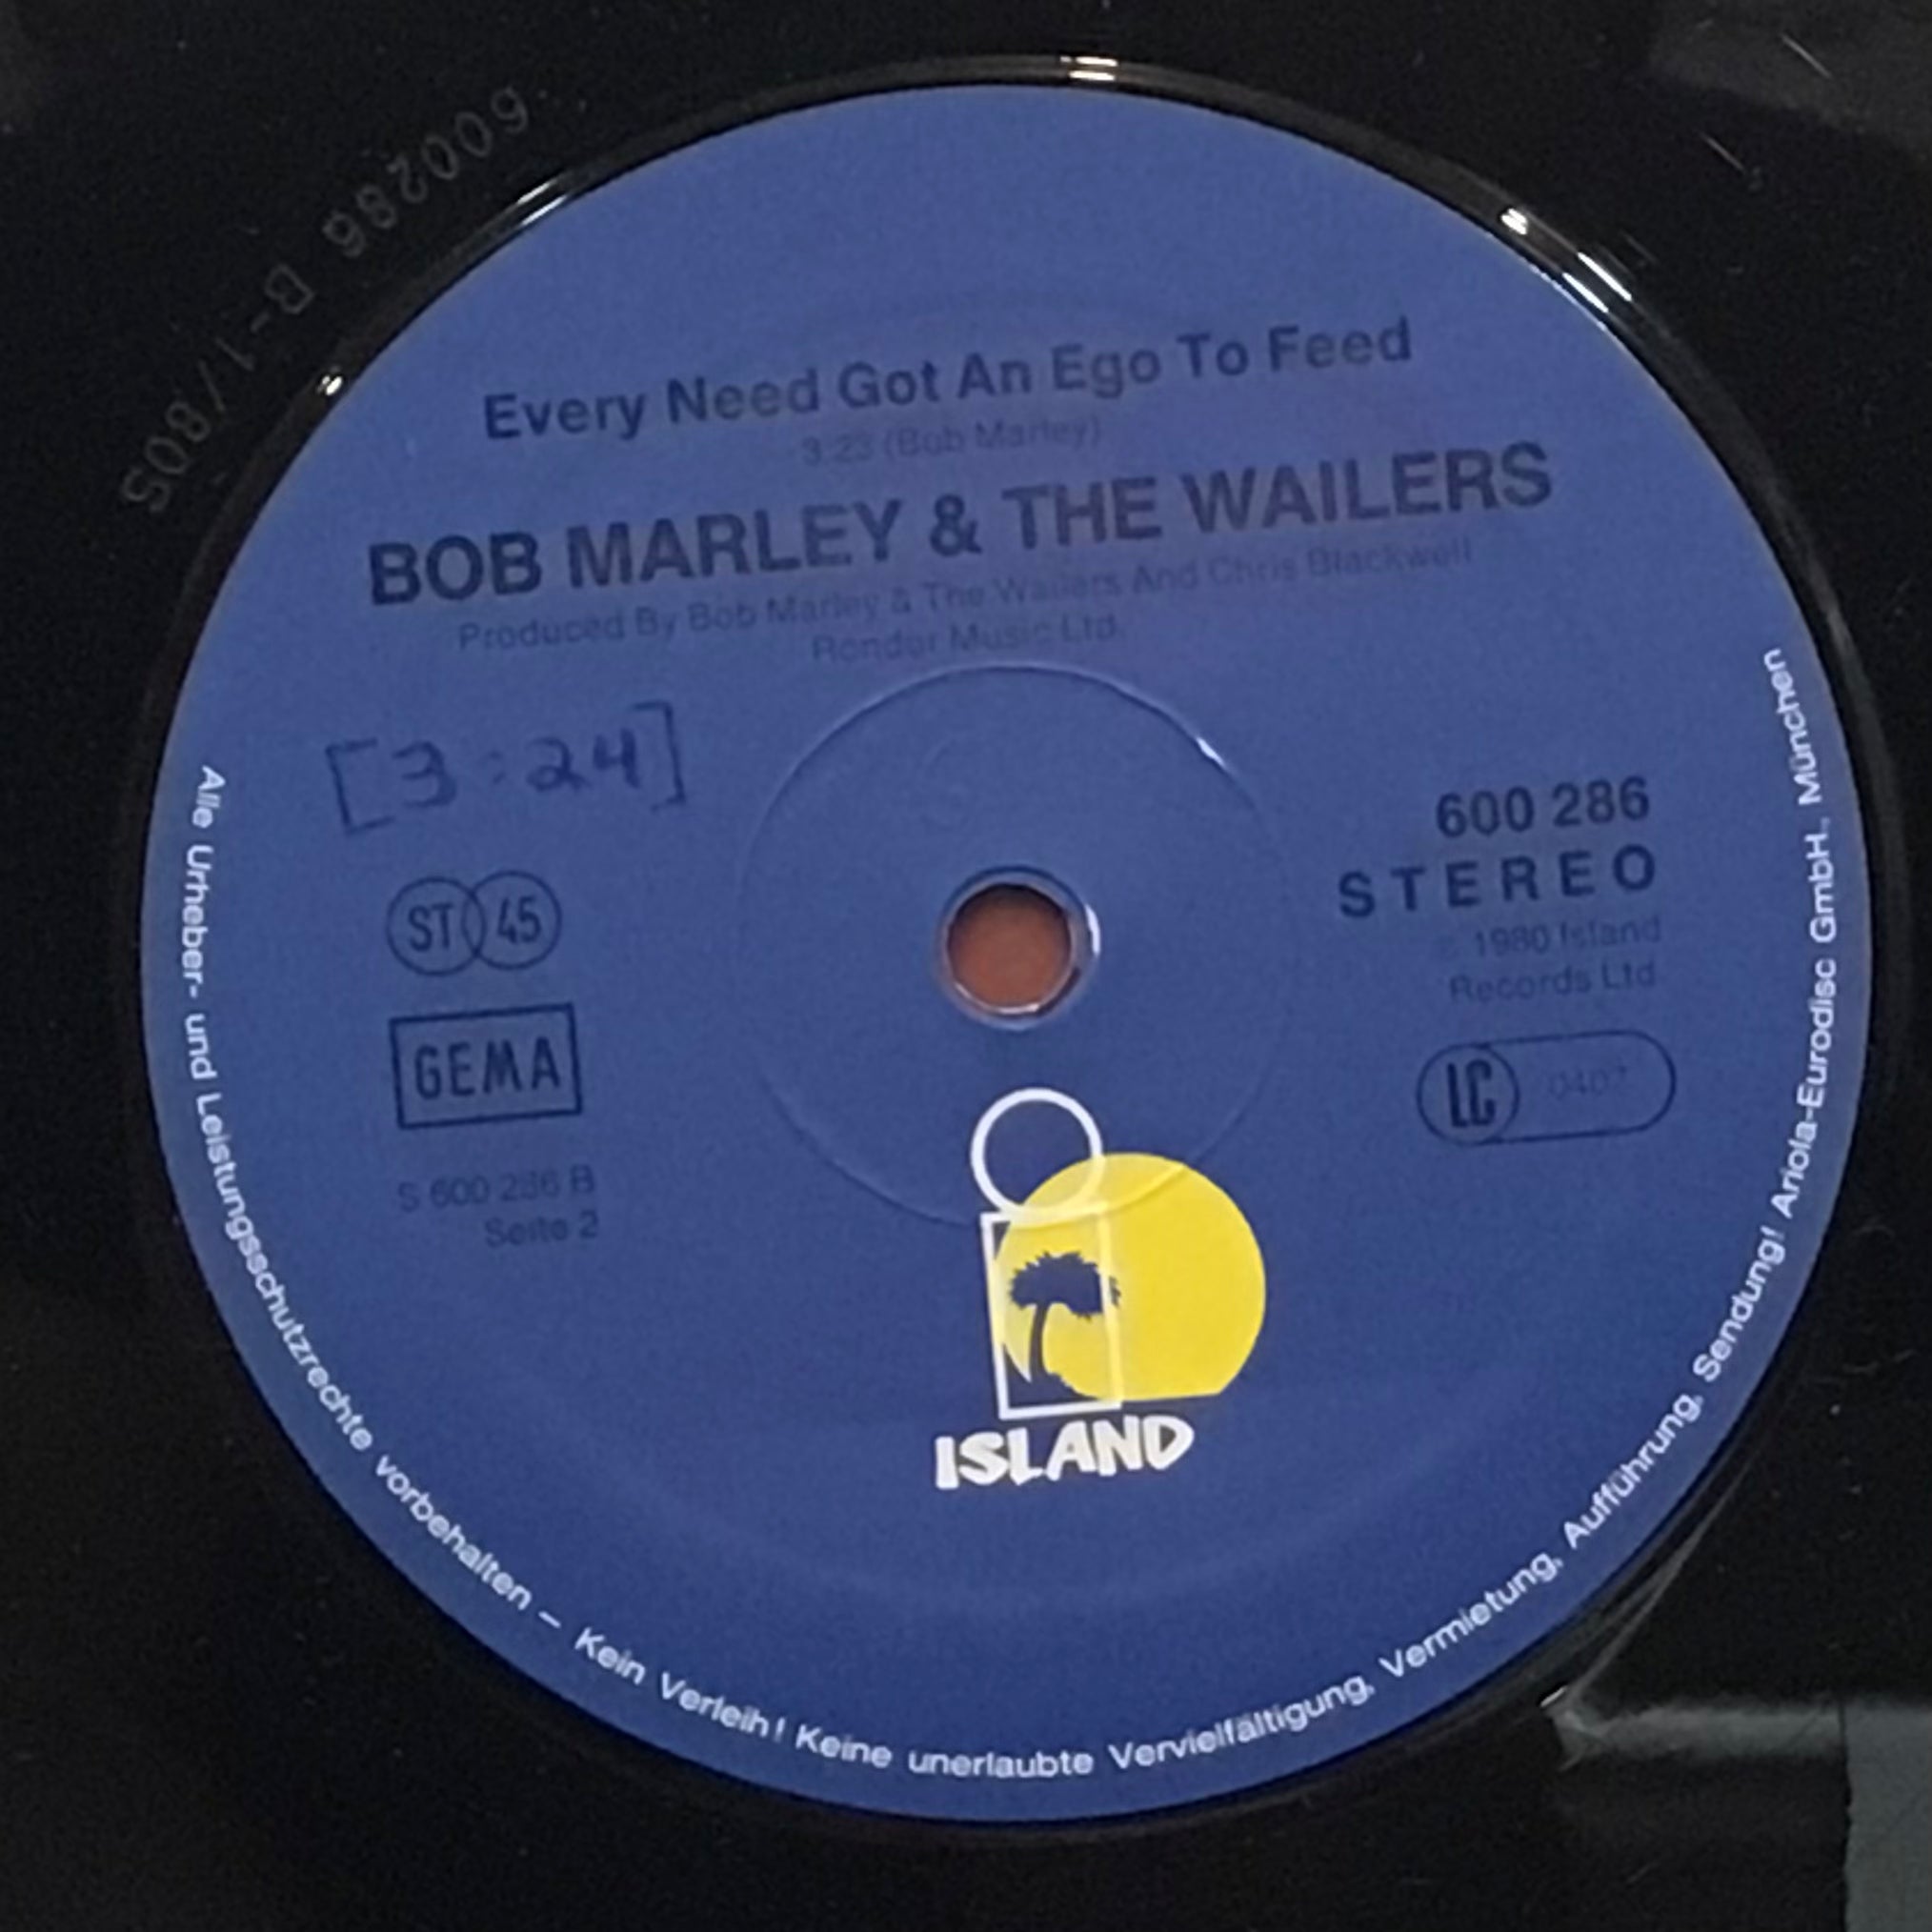 600286 B-1/80S
Every Need Got An Ego To Feed
3:23 (Bob Marley)
BOB MARLEY & THE WAILERS
Produced By Bob Marley & The Wailers And Chris Blackwell
Rondor Music Ltd.
[3:24]
ST 45
GEMA
S 600 286 B
Seite 2
600 286
STEREO
1980 Island
Records Ltd.
LC 0407
ISLAND
Alle Urheber- und Leistungsschutzrechte vorbehalten – Kein Verleih! Keine unerlaubte Vervielfältigung, Vermietung, Aufführung, Sendung! Ariola-Eurodisc GmbH., München